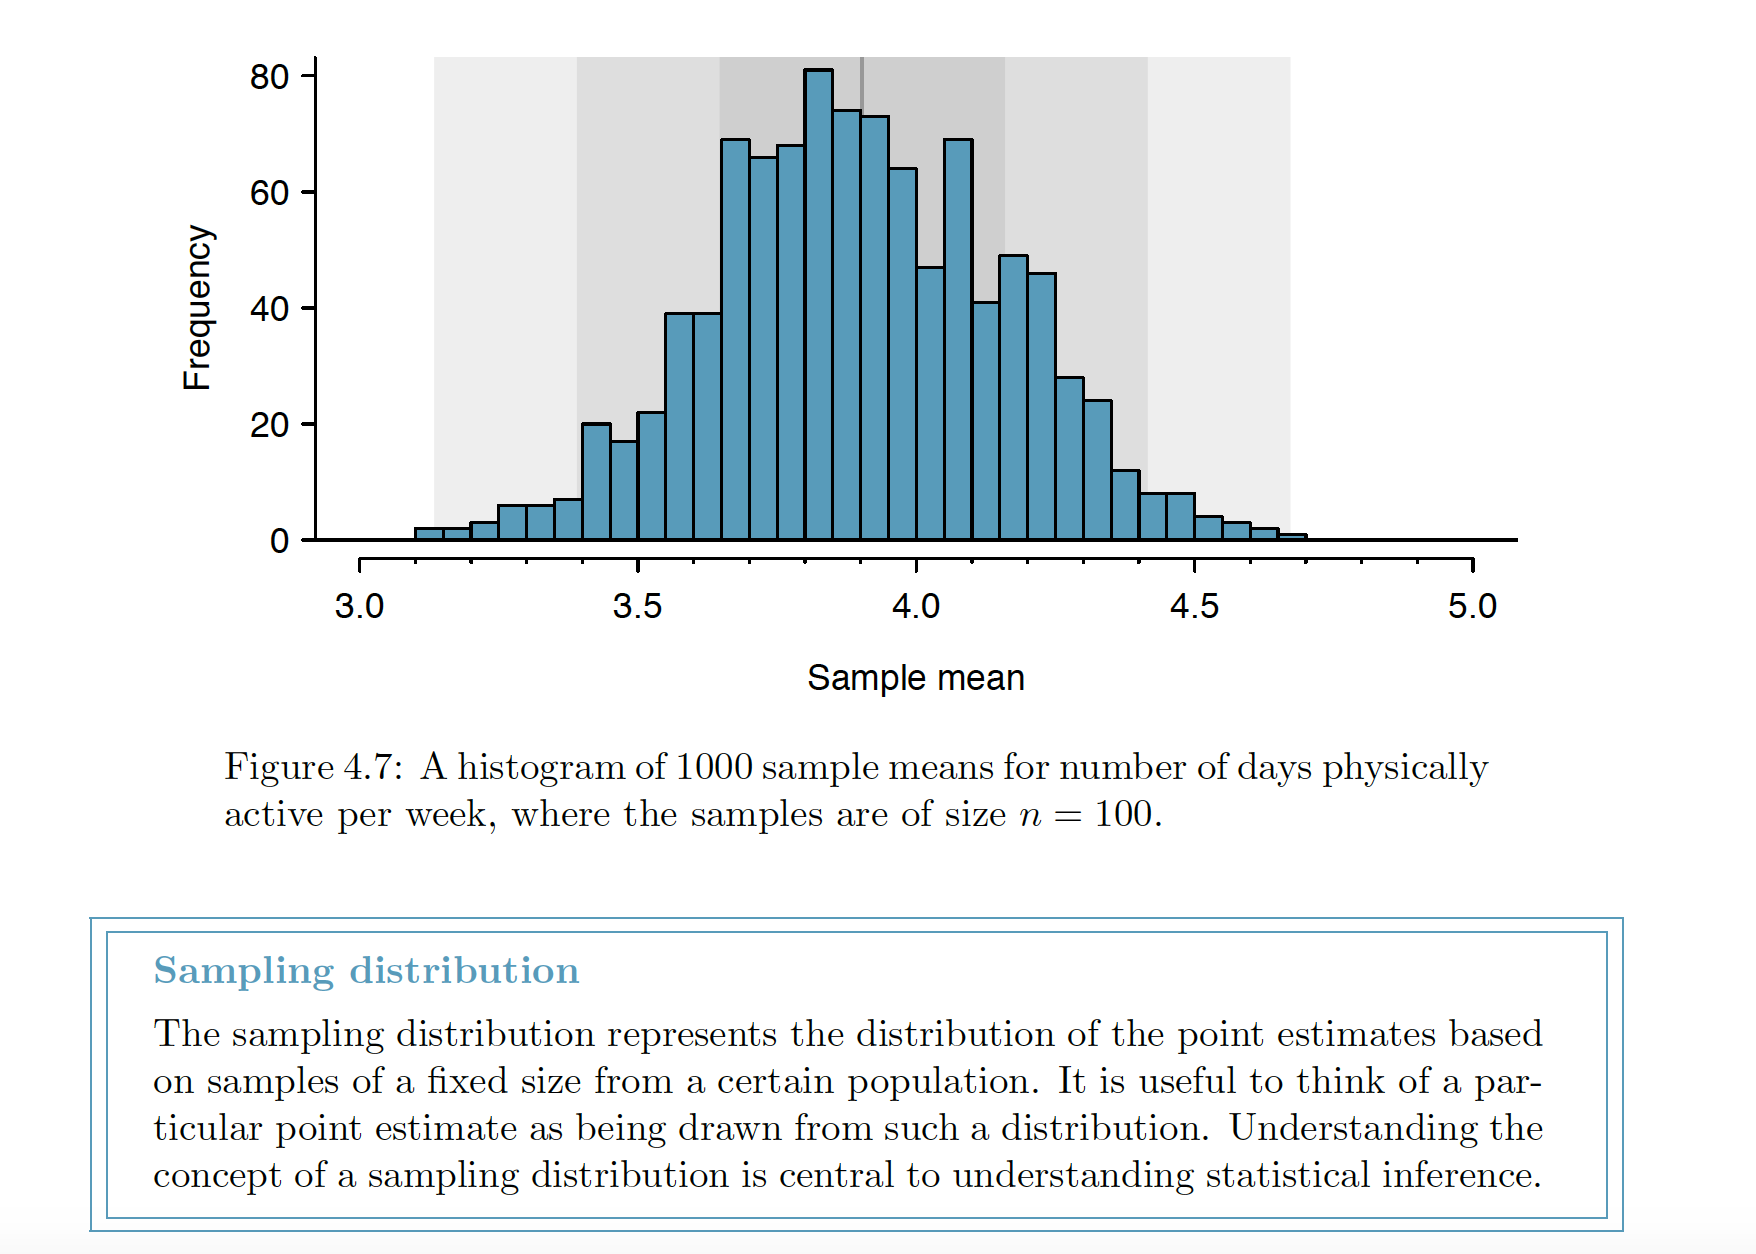 80
60
40
20
0
Frequency
3.0 3.5 4.0 4.5 5.0
Sample mean
Figure 4.7: A histogram of 1000 sample means for number of days physically
active per week, where the samples are of size n = 100.
Sampling distribution
The sampling distribution represents the distribution of the point estimates based
on samples of a fixed size from a certain population. It is useful to think of a par-
ticular point estimate as being drawn from such a distribution. Understanding the
concept of a sampling distribution is central to understanding statistical inference.